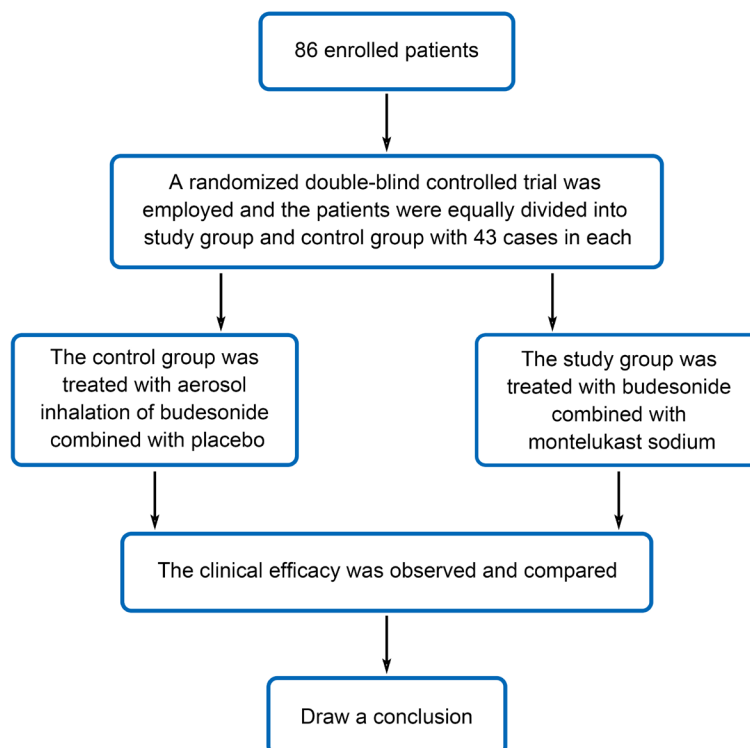 86 enrolled patients
A randomized double-blind controlled trial was
employed and the patients were equally divided into
study group and control group with 43 cases in each
The control group was
treated with aerosol
inhalation of budesonide
combined with placebo
The study group was
treated with budesonide
combined with
montelukast sodium
The clinical efficacy was observed and compared
Draw a conclusion